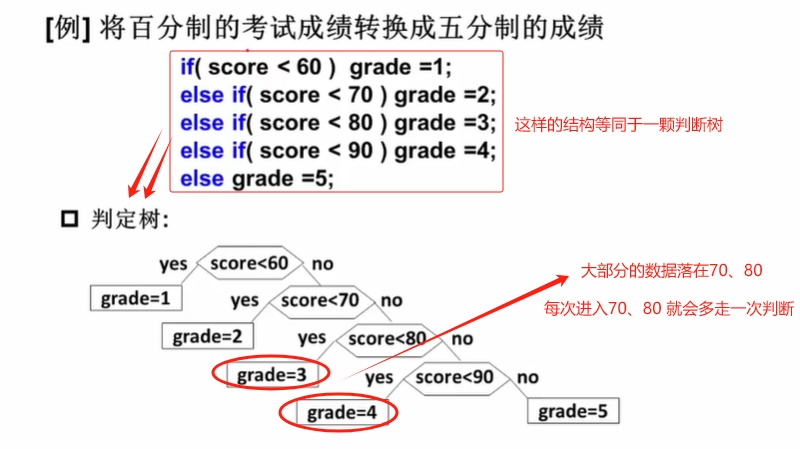 [例] 将百分制的考试成绩转换成五分制的成绩
if( score < 60 ) grade =1;
else if( score < 70 ) grade =2;
else if( score < 80 ) grade =3;
else if( score < 90 ) grade =4;
else grade =5;
这样的结构等同于一颗判断树
判定树:
yes score<60 no
大部分的数据落在70、80
grade=1 yes score<70 no
每次进入70、80 就会多走一次判断
grade=2 yes score<80 no
grade=3 yes score<90 no
grade=4 grade=5